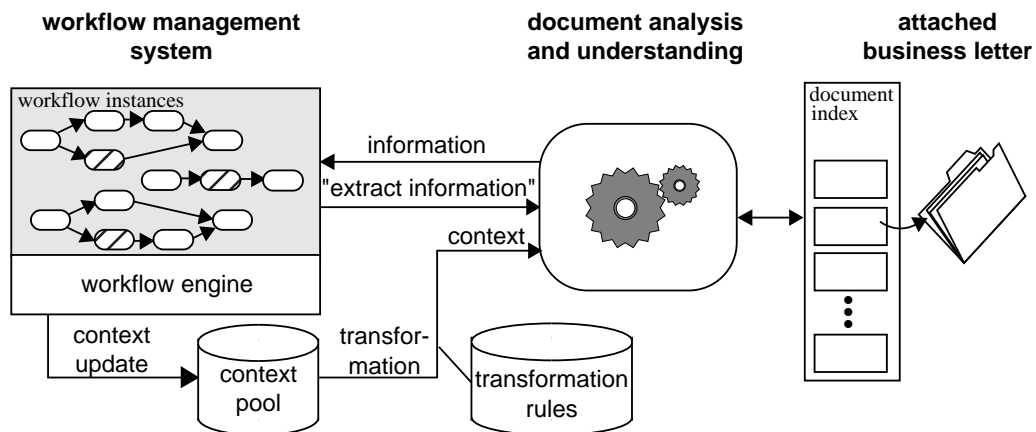 workflow management
system
document analysis
and understanding
attached
business letter
workflow instances
document
index
information
"extract information"
context
workflow engine
context
update
transfor-
mation
context
pool
transformation
rules